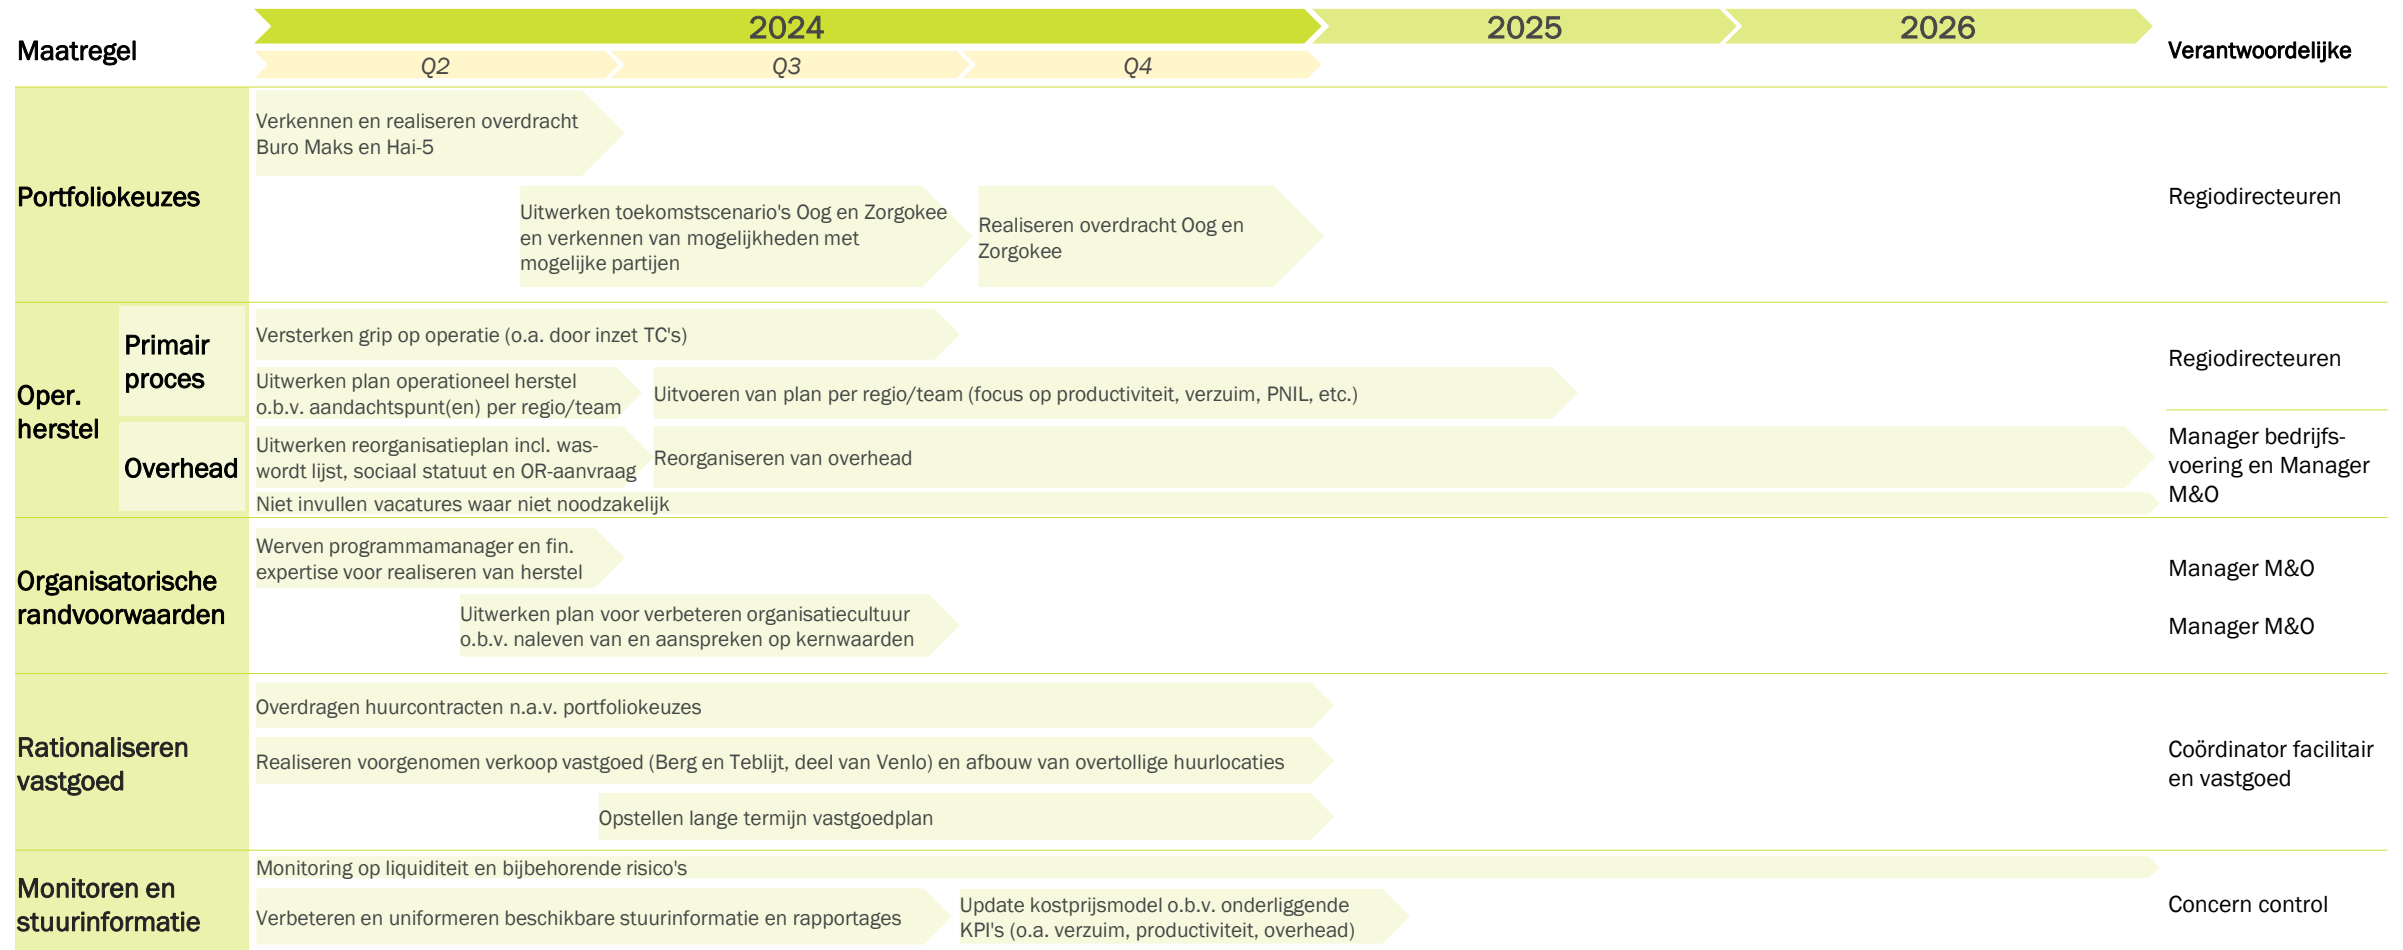 Maatregel
2024
2025
2026
Verantwoordelijke
Q2
Q3
Q4
Portfoliokeuzes
Verkennen en realiseren overdracht
Buro Maks en Hai-5
Uitwerken toekomstscenario's Oog en Zorgokee
en verkennen van mogelijkheden met
mogelijke partijen
Realiseren overdracht Oog en
Zorgokee
Regiodirecteuren
Oper.
herstel
Primair
proces
Versterken grip op operatie (o.a. door inzet TC's)
Uitwerken plan operationeel herstel
o.b.v. aandachtspunt(en) per regio/team
Uitvoeren van plan per regio/team (focus op productiviteit, verzuim, PNIL, etc.)
Regiodirecteuren
Overhead
Uitwerken reorganisatieplan incl. was-
wordt lijst, sociaal statuut en OR-aanvraag
Reorganiseren van overhead
Niet invullen vacatures waar niet noodzakelijk
Manager bedrijfs-
voering en Manager
M&O
Organisatorische
randvoorwaarden
Werven programmamanager en fin.
expertise voor realiseren van herstel
Manager M&O
Uitwerken plan voor verbeteren organisatiecultuur
o.b.v. naleven van en aanspreken op kernwaarden
Manager M&O
Rationaliseren
vastgoed
Overdragen huurcontracten n.a.v. portfoliokeuzes
Realiseren voorgenomen verkoop vastgoed (Berg en Teblijt, deel van Venlo) en afbouw van overtollige huurlocaties
Opstellen lange termijn vastgoedplan
Coördinator facilitair
en vastgoed
Monitoren en
stuurinformatie
Monitoring op liquiditeit en bijbehorende risico's
Verbeteren en uniformeren beschikbare stuurinformatie en rapportages
Update kostprijsmodel o.b.v. onderliggende
KPI's (o.a. verzuim, productiviteit, overhead)
Concern control